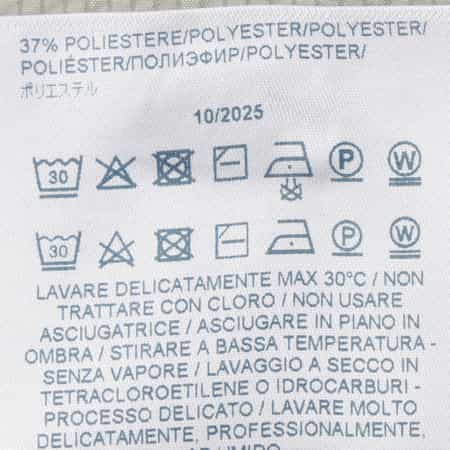 37% POLIESTERE/POLYESTER/POLYESTER/
POLIÉSTER/ПОЛИЭФИР/POLYESTER/
ポリエステル
10/2025
30 P W
30 P W
LAVARE DELICATAMENTE MAX 30°C / NON
TRATTARE CON CLORO / NON USARE
ASCIUGATRICE / ASCIUGARE IN PIANO IN
OMBRA / STIRARE A BASSA TEMPERATURA -
SENZA VAPORE / LAVAGGIO A SECCO IN
TETRACLOROETILENE O IDROCARBURI -
PROCESSO DELICATO / LAVARE MOLTO
DELICATAMENTE, PROFESSIONALMENTE,